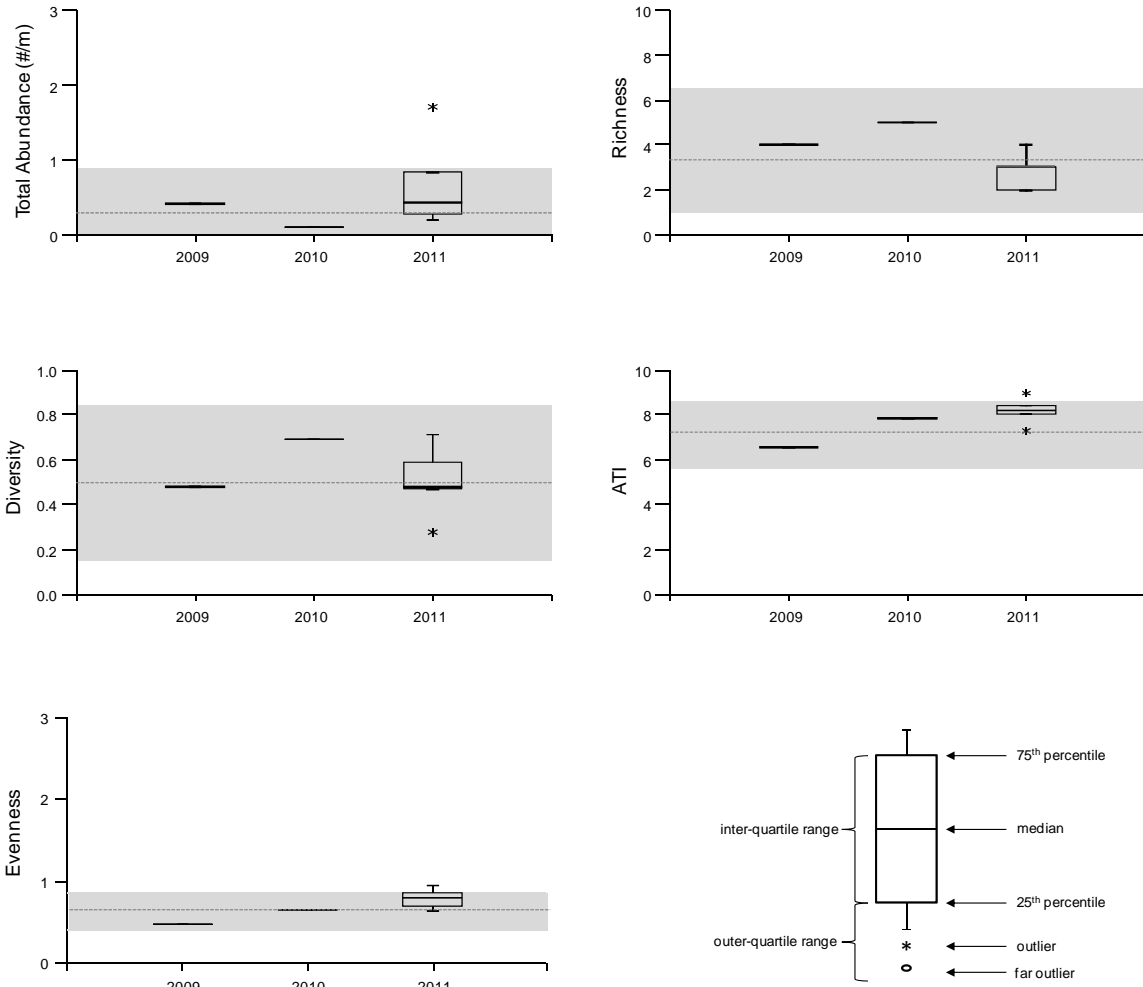 Total Abundance (#/m)
3
2
1
0
2009 2010 2011
Richness
10
8
6
4
2
0
2009 2010 2011
Diversity
1.0
0.8
0.6
0.4
0.2
0.0
2009 2010 2011
ATI
10
8
6
4
2
0
2009 2010 2011
Evenness
3
2
1
0
2009 2010 2011
75th percentile
inter-quartile range
median
25th percentile
outer-quartile range
* outlier
far outlier